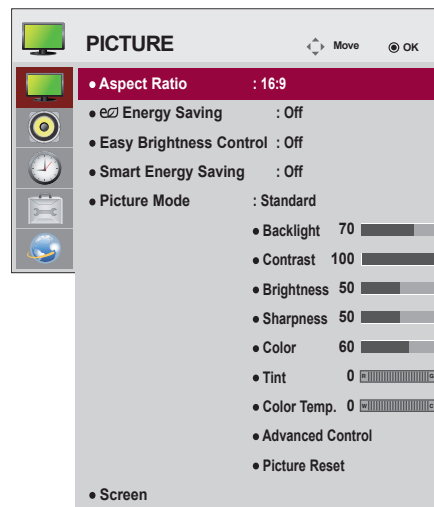 PICTURE Move OK
• Aspect Ratio : 16:9
• Energy Saving : Off
• Easy Brightness Control : Off
• Smart Energy Saving : Off
• Picture Mode : Standard
• Backlight 70
• Contrast 100
• Brightness 50
• Sharpness 50
• Color 60
• Tint 0 R G
• Color Temp. 0 W C
• Advanced Control
• Picture Reset
• Screen